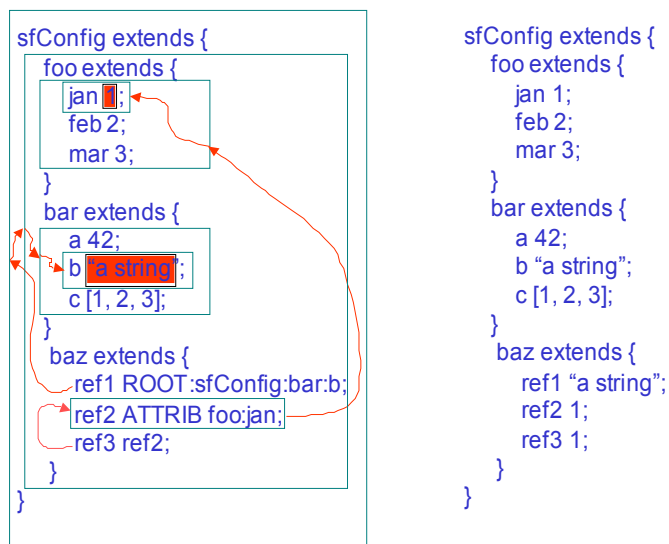 sfConfig extends {
foo extends {
jan 1;
feb 2;
mar 3;
}
bar extends {
a 42;
b “a string”;
c [1, 2, 3];
}
baz extends {
ref1 ROOT:sfConfig:bar:b;
ref2 ATTRIB foo:jan;
ref3 ref2;
}
}
sfConfig extends {
foo extends {
jan 1;
feb 2;
mar 3;
}
bar extends {
a 42;
b “a string”;
c [1, 2, 3];
}
baz extends {
ref1 “a string”;
ref2 1;
ref3 1;
}
}